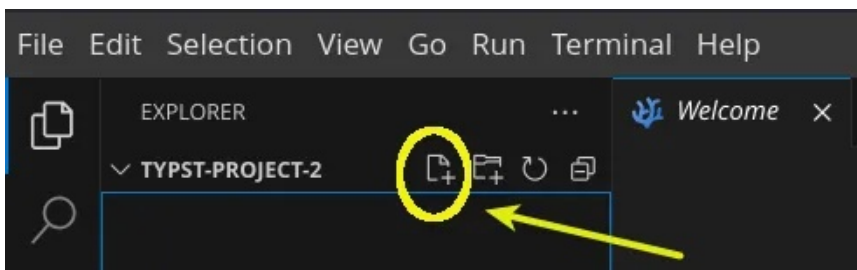 File Edit Selection View Go Run Terminal Help
EXPLORER
Welcome
TYPST-PROJECT-2